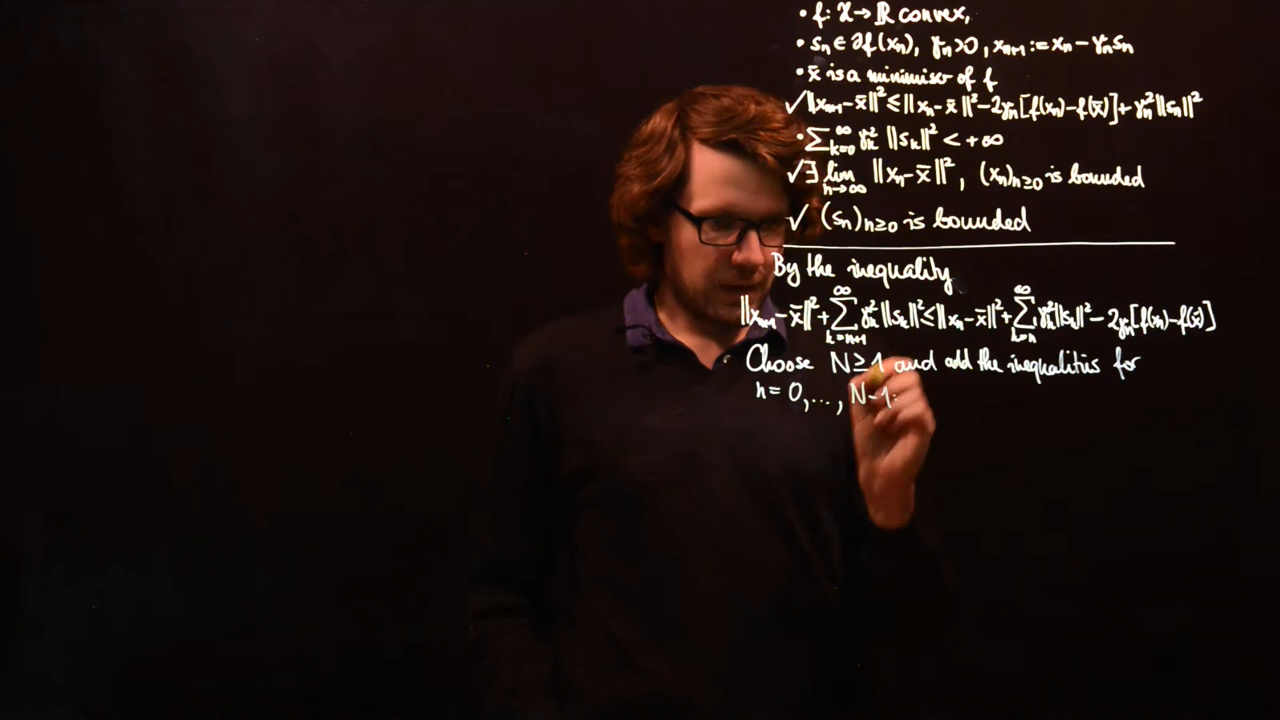 • f: X → ℝ convex,
• sₙ ∈ ∂f(xₙ), γₙ > 0, xₙ₊₁ := xₙ − γₙsₙ
• x̄ is a minimiser of f
✓ ‖xₙ₊₁ − x̄‖² ≤ ‖xₙ − x̄‖² − 2γₙ[f(xₙ) − f(x̄)] + γₙ²‖sₙ‖²
• ∑_{k=0}^∞ γₖ² ‖sₖ‖² < +∞
✓ ∃ lim_{n→∞} ‖xₙ − x̄‖², (xₙ)ₙ≥₀ is bounded
✓ (sₙ)ₙ≥₀ is bounded
By the inequality
‖xₙ₊₁ − x̄‖² + ∑_{k=n+1}^∞ γₖ² ‖sₖ‖² ≤ ‖xₙ − x̄‖² + ∑_{k=n}^∞ γₖ²‖sₖ‖² − 2γₙ[f(xₙ) − f(x̄)]
Choose N ≥ 1 and add the inequalities for
n = 0, ..., N−1: